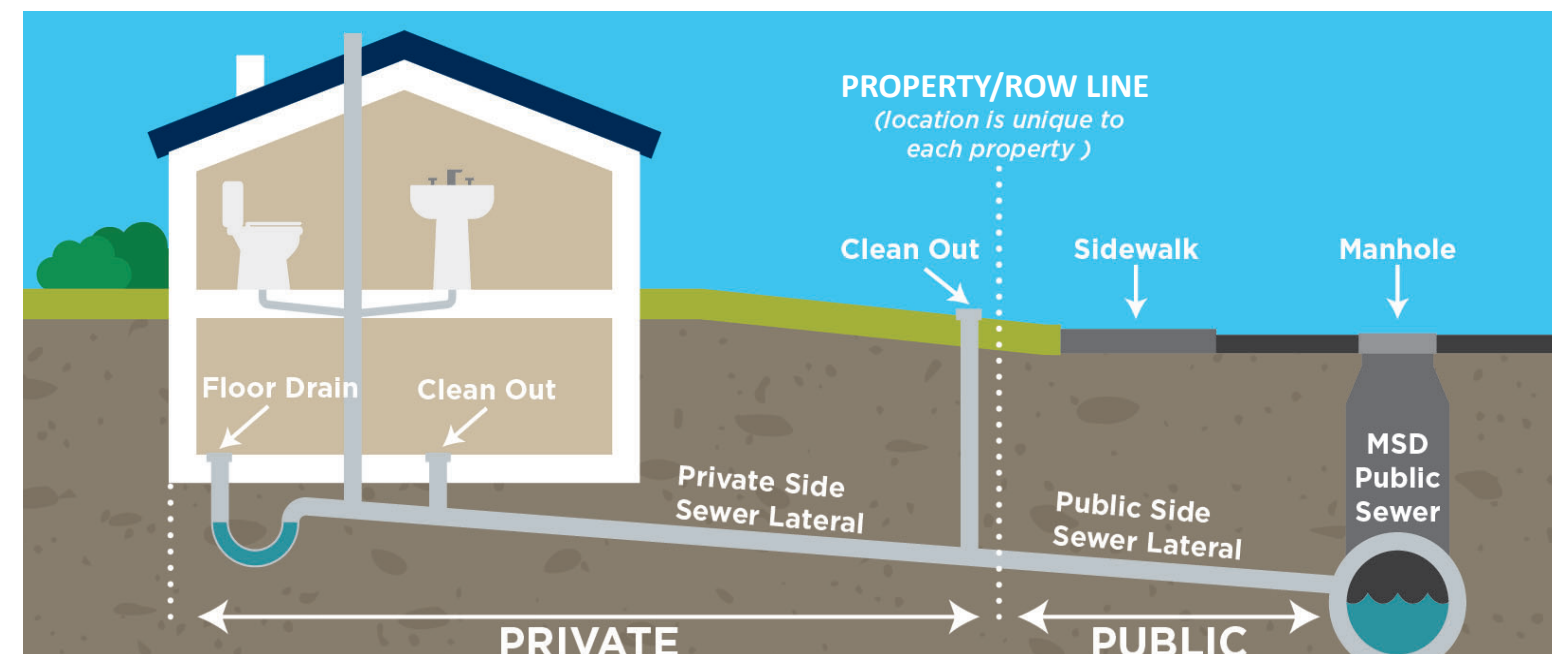 PROPERTY/ROW LINE
(location is unique to
each property )
Clean Out
Sidewalk
Manhole
Floor Drain
Clean Out
Private Side
Sewer Lateral
Public Side
Sewer Lateral
MSD
Public
Sewer
PRIVATE
PUBLIC